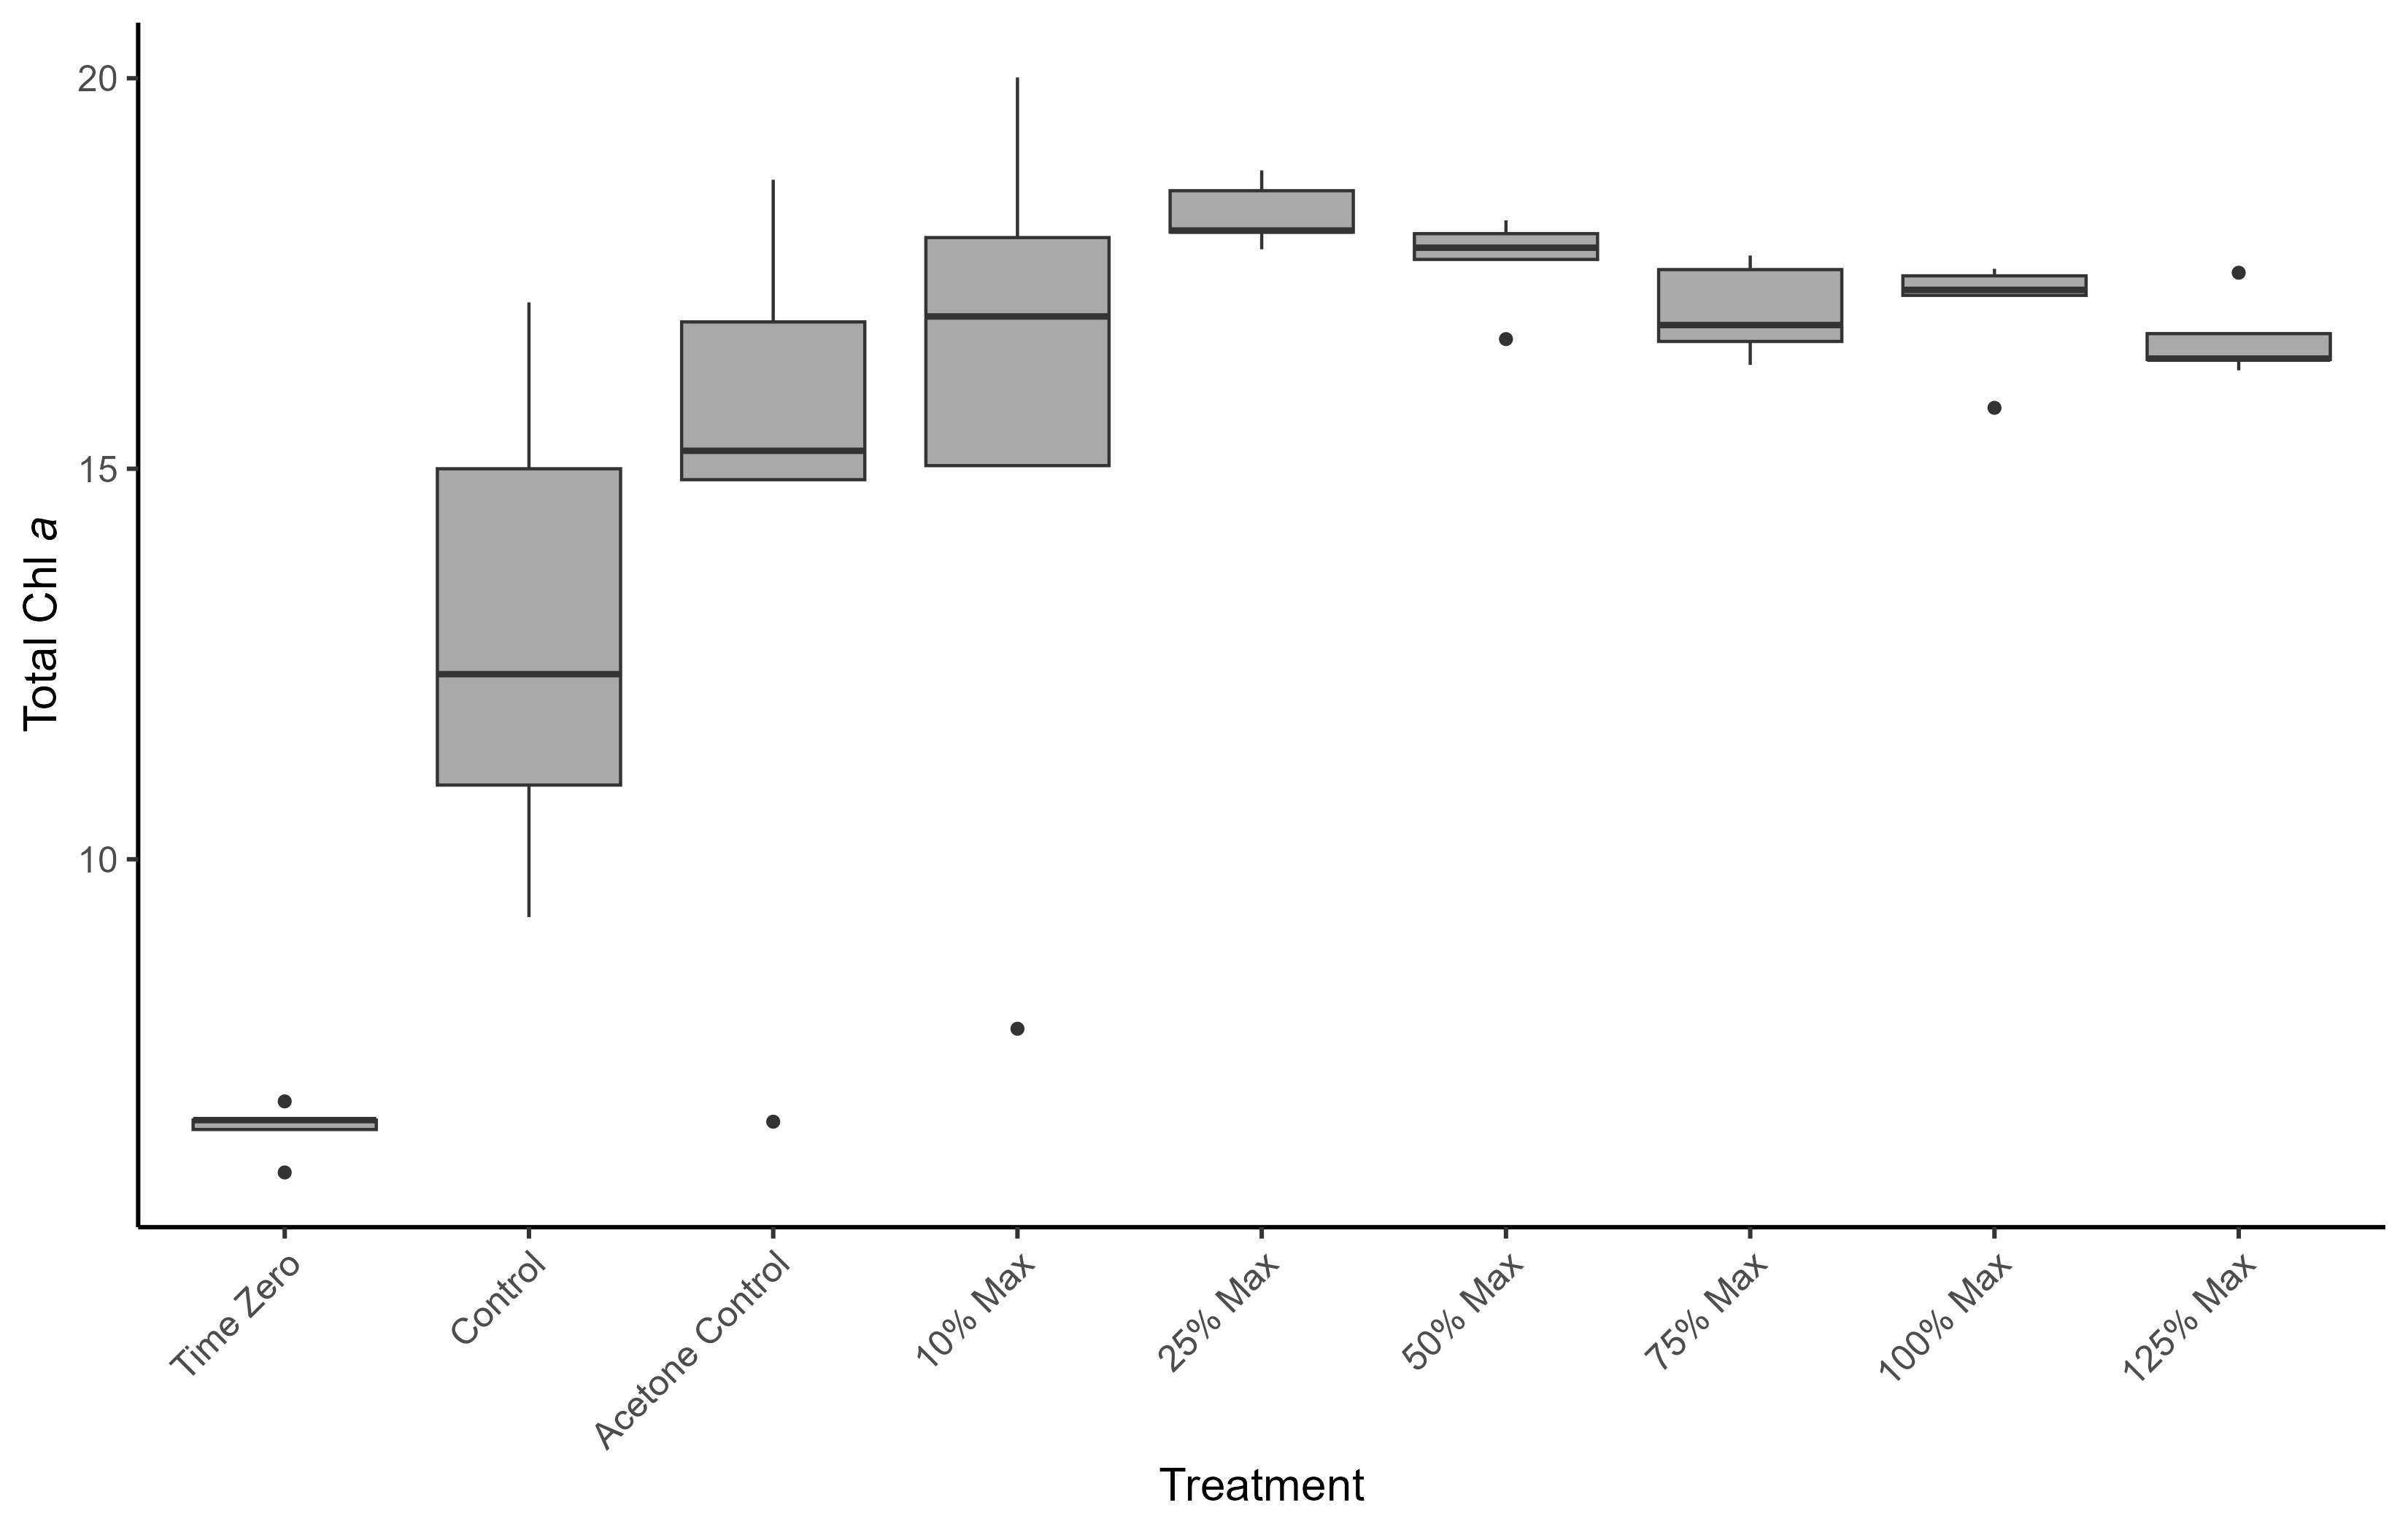 Total Chl a
20
15
10
Time Zero
Control
Acetone Control
10% Max
25% Max
50% Max
75% Max
100% Max
125% Max
Treatment